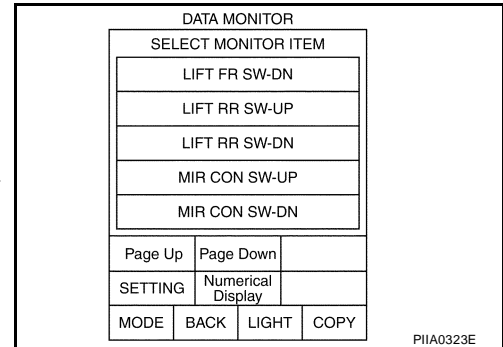 DATA MONITOR
SELECT MONITOR ITEM
LIFT FR SW-DN
LIFT RR SW-UP
LIFT RR SW-DN
MIR CON SW-UP
MIR CON SW-DN
Page Up Page Down
SETTING Numerical
Display
MODE BACK LIGHT COPY
PIIA0323E